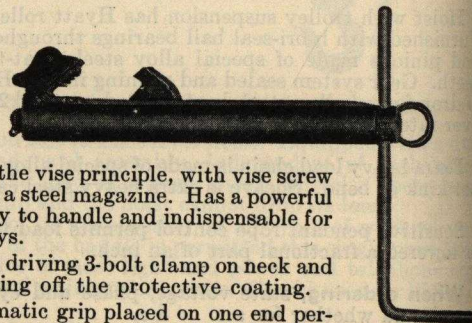 the vise principle, with vise screw
a steel magazine. Has a powerful
y to handle and indispensable for
ys.
driving 3-bolt clamp on neck and
ing off the protective coating.
matic grip placed on one end per-